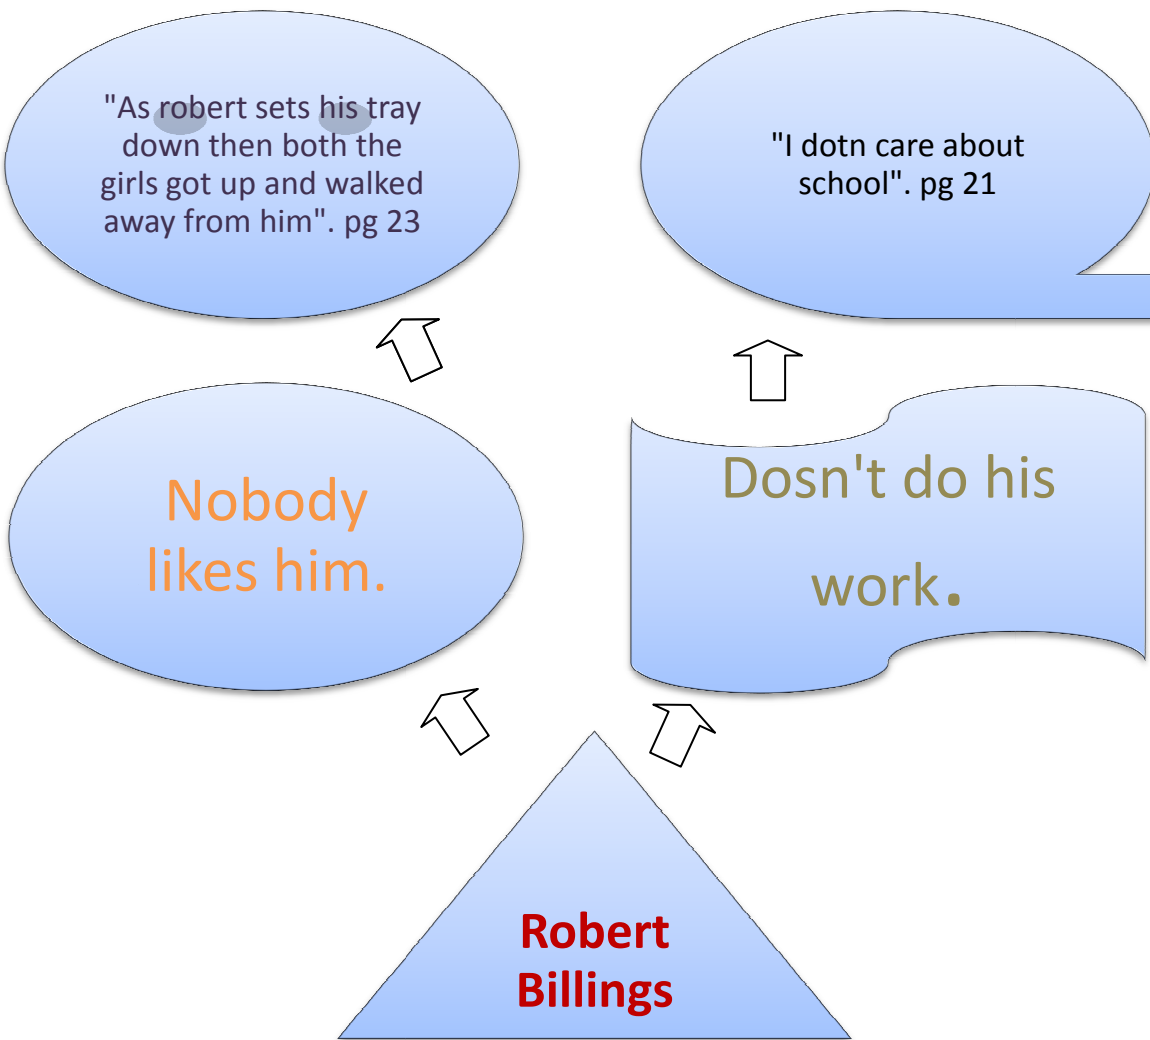 "As robert sets his tray
down then both the
girls got up and walked
away from him". pg 23
"I dotn care about
school". pg 21
Nobody
likes him.
Dosn't do his
work.
Robert
Billings